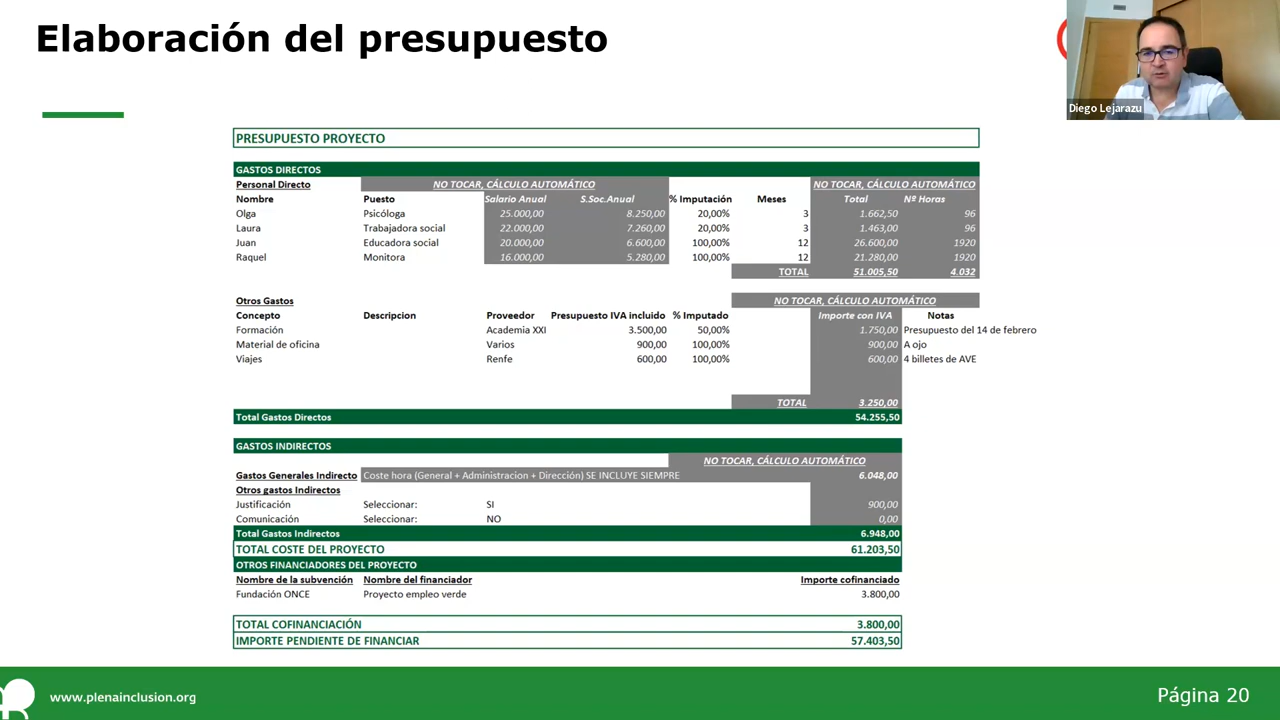 Elaboración del presupuesto
Diego Lejarazu
PRESUPUESTO PROYECTO
GASTOS DIRECTOS
Personal Directo NO TOCAR, CÁLCULO AUTOMÁTICO NO TOCAR, CÁLCULO AUTOMÁTICO
Nombre Puesto Salario Anual S.Soc.Anual % Imputación Meses Total Nº Horas
Olga Psicóloga 25.000,00 8.250,00 20,00% 3 1.662,50 96
Laura Trabajadora social 22.000,00 7.260,00 20,00% 3 1.463,00 96
Juan Educadora social 20.000,00 6.600,00 100,00% 12 26.600,00 1920
Raquel Monitora 16.000,00 5.280,00 100,00% 12 21.280,00 1920
TOTAL 51.005,50 4.032
Otros Gastos NO TOCAR, CÁLCULO AUTOMÁTICO
Concepto Descripcion Proveedor Presupuesto IVA incluido % Imputado Importe con IVA Notas
Formación Academia XXI 3.500,00 50,00% 1.750,00 Presupuesto del 14 de febrero
Material de oficina Varios 900,00 100,00% 900,00 A ojo
Viajes Renfe 600,00 100,00% 600,00 4 billetes de AVE
TOTAL 3.250,00
Total Gastos Directos 54.255,50
GASTOS INDIRECTOS
NO TOCAR, CÁLCULO AUTOMÁTICO
Gastos Generales Indirecto Coste hora (General + Administracion + Dirección) SE INCLUYE SIEMPRE 6.048,00
Otros gastos Indirectos
Justificación Seleccionar: SI 900,00
Comunicación Seleccionar: NO 0,00
Total Gastos Indirectos 6.948,00
TOTAL COSTE DEL PROYECTO 61.203,50
OTROS FINANCIADORES DEL PROYECTO
Nombre de la subvención Nombre del financiador Importe cofinanciado
Fundación ONCE Proyecto empleo verde 3.800,00
TOTAL COFINANCIACIÓN 3.800,00
IMPORTE PENDIENTE DE FINANCIAR 57.403,50
www.plenainclusion.org
Página 20